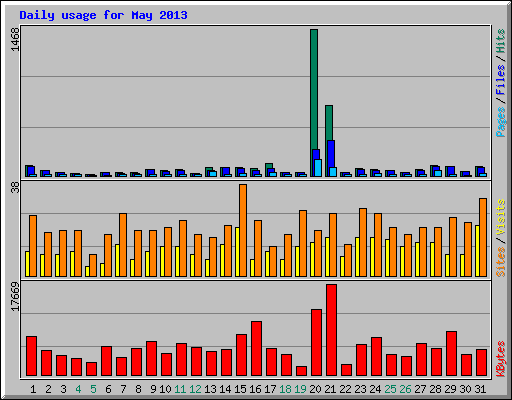 Daily usage for May 2013
1468
Pages / Files / Hits
38
Sites / Visits
17669
KBytes
1 2 3 4 5 6 7 8 9 10 11 12 13 14 15 16 17 18 19 20 21 22 23 24 25 26 27 28 29 30 31